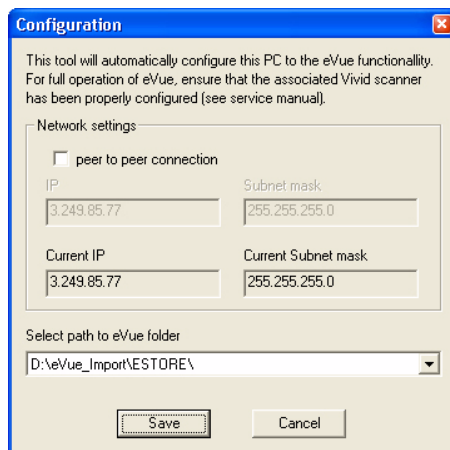 Configuration
This tool will automatically configure this PC to the eVue functionallity.
For full operation of eVue, ensure that the associated Vivid scanner
has been properly configured (see service manual).
Network settings
peer to peer connection
IP Subnet mask
3.249.85.77 255.255.255.0
Current IP Current Subnet mask
3.249.85.77 255.255.255.0
Select path to eVue folder
D:\eVue_Import\ESTORE\
Save Cancel